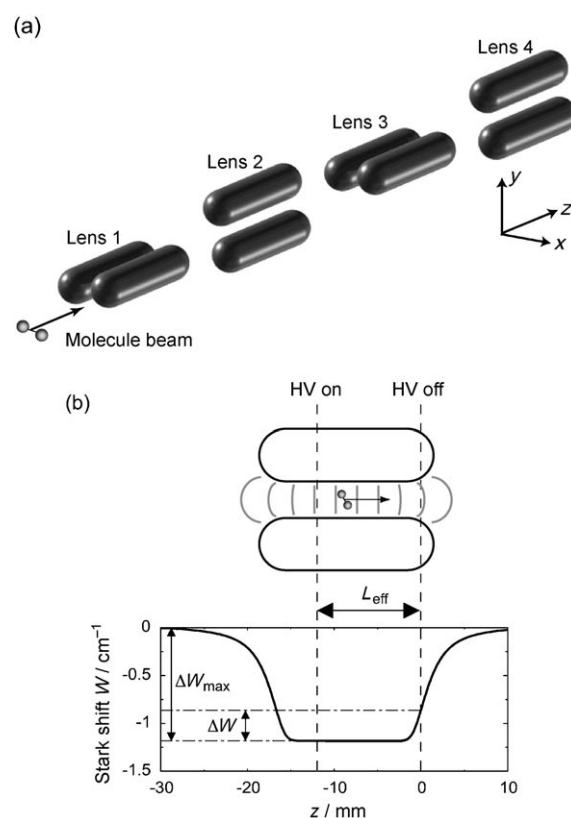 (a)
Lens 4
Lens 3
Lens 2
Lens 1
y
z
x
Molecule beam
(b)
HV on
HV off
L_eff
Stark shift W / cm⁻¹
0
-0.5
-1
-1.5
ΔW_max
ΔW
-30
-20
-10
0
10
z / mm